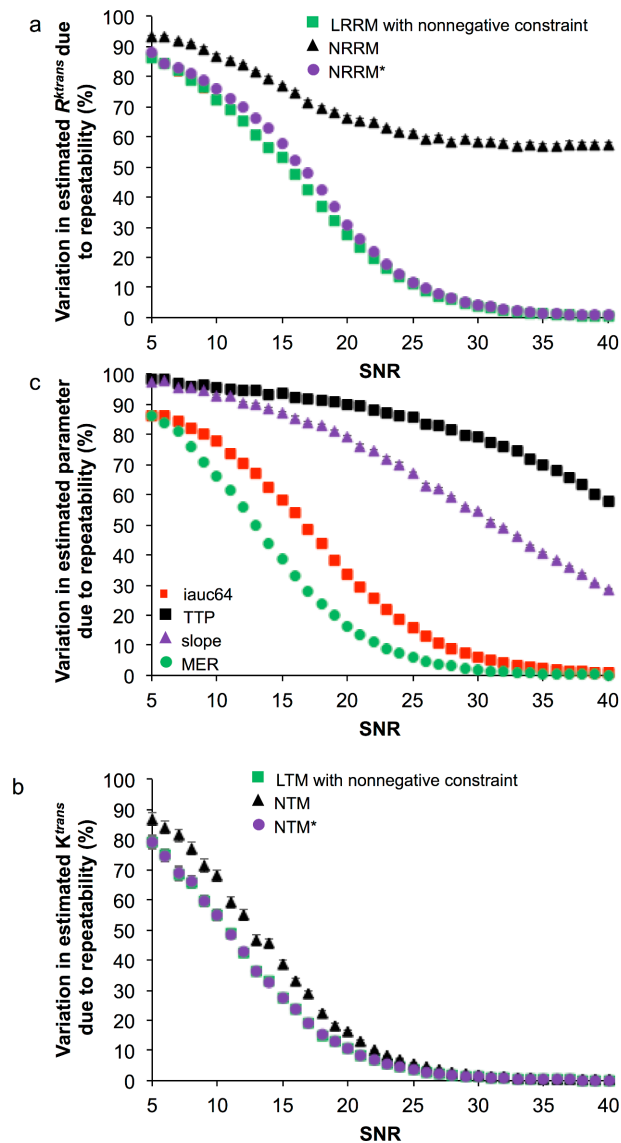 a
LRRM with nonnegative constraint
NRRM
NRRM*
Variation in estimated R^ktrans due
to repeatability (%)
100
90
80
70
60
50
40
30
20
10
0
5 10 15 20 25 30 35 40
SNR
c
Variation in estimated parameter
due to repeatability (%)
100
90
80
70
60
50
40
30
20
10
0
iauc64
TTP
slope
MER
5 10 15 20 25 30 35 40
SNR
b
LTM with nonnegative constraint
NTM
NTM*
Variation in estimated K^trans
due to repeatability (%)
100
90
80
70
60
50
40
30
20
10
0
5 10 15 20 25 30 35 40
SNR